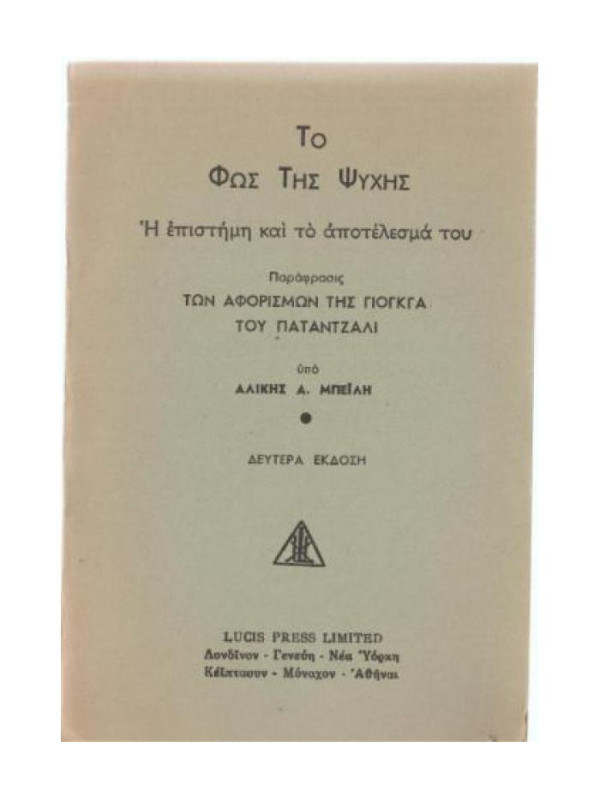 Το
Φως Της Ψυχης
Ἡ ἐπιστήμη καὶ τὸ ἀποτέλεσμά του
Παράφρασις
ΤΩΝ ΑΦΟΡΙΣΜΩΝ ΤΗΣ ΓΙΟΓΚΓΑ
ΤΟΥ ΠΑΤΑΝΤΖΑΛΙ
ὑπὸ
ΑΛΙΚΗΣ Α. ΜΠΕΪΛΗ
ΔΕΥΤΕΡΑ ΕΚΔΟΣΗ
LUCIS PRESS LIMITED
Λονδῖνον - Γενεύη - Νέα Ὑόρκη
Κέϊπταουν - Μόναχον - Ἀθῆναι